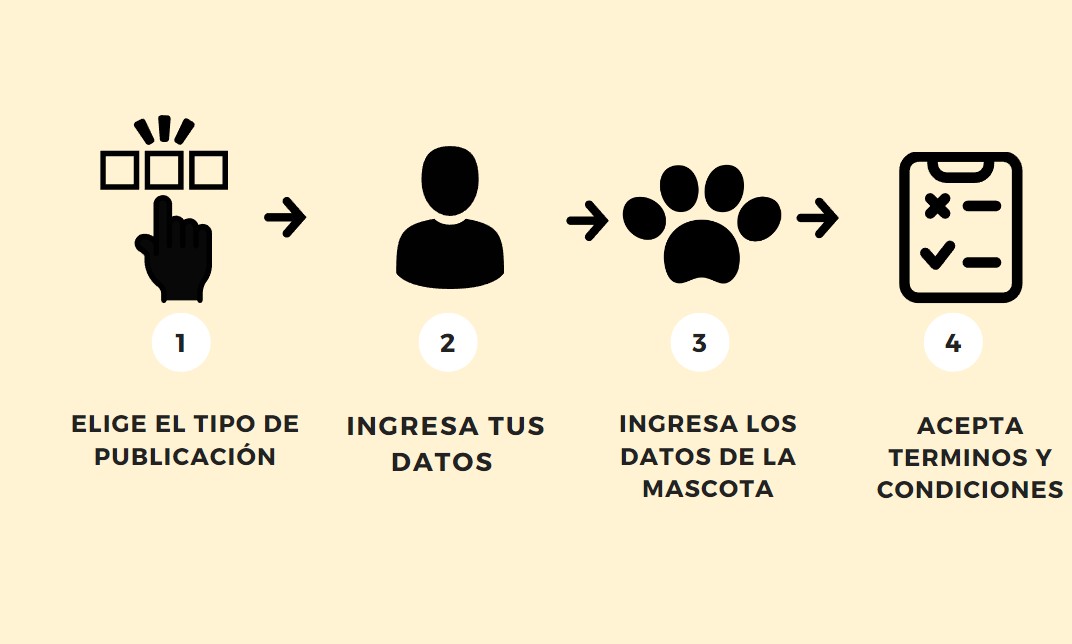 1
ELIGE EL TIPO DE
PUBLICACIÓN
2
INGRESA TUS
DATOS
3
INGRESA LOS
DATOS DE LA
MASCOTA
4
ACEPTA
TERMINOS Y
CONDICIONES